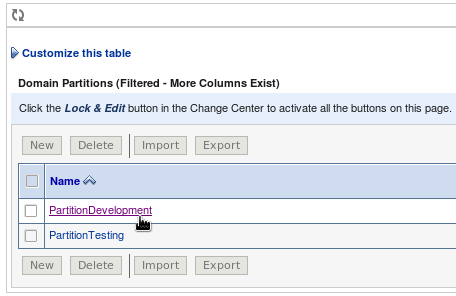 Customize this table
Domain Partitions (Filtered - More Columns Exist)
Click the Lock & Edit button in the Change Center to activate all the buttons on this page.
New Delete Import Export
Name
PartitionDevelopment
PartitionTesting
New Delete Import Export